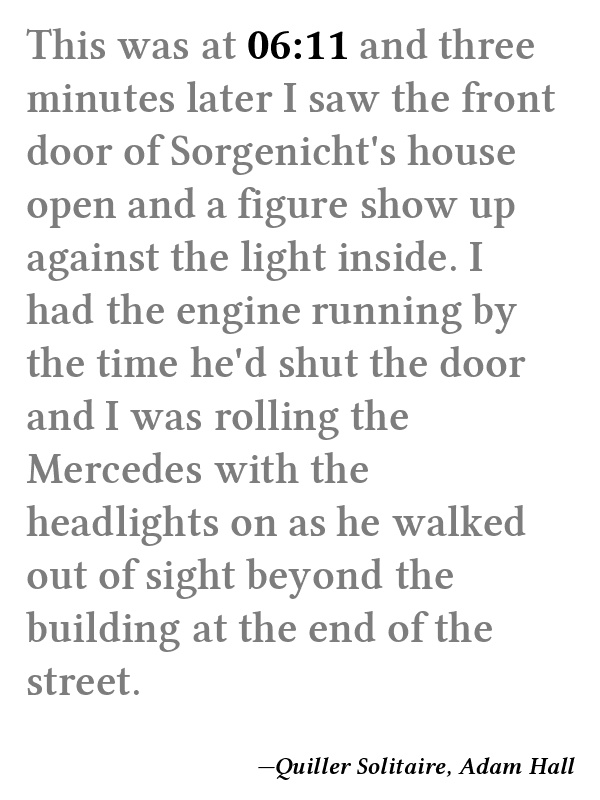 This was at 06:11 and three
minutes later I saw the front
door of Sorgenicht's house
open and a figure show up
against the light inside. I
had the engine running by
the time he'd shut the door
and I was rolling the
Mercedes with the
headlights on as he walked
out of sight beyond the
building at the end of the
street.
—Quiller Solitaire, Adam Hall